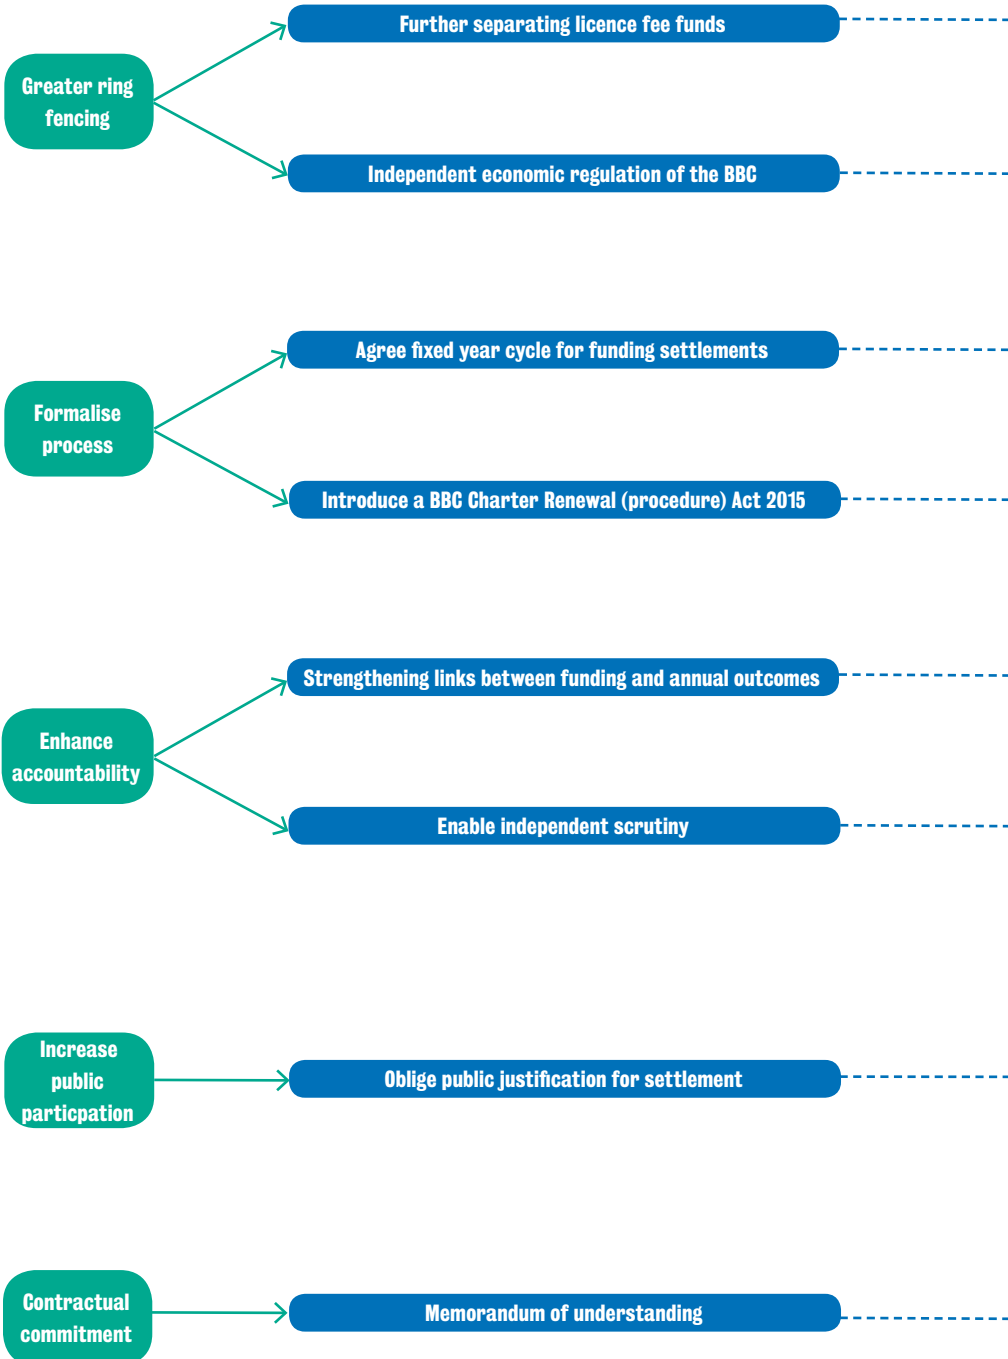 Further separating licence fee funds
Greater ring
fencing
Independent economic regulation of the BBC
Agree fixed year cycle for funding settlements
Formalise
process
Introduce a BBC Charter Renewal (procedure) Act 2015
Strengthening links between funding and annual outcomes
Enhance
accountability
Enable independent scrutiny
Increase
public
particpation
Oblige public justification for settlement
Contractual
commitment
Memorandum of understanding